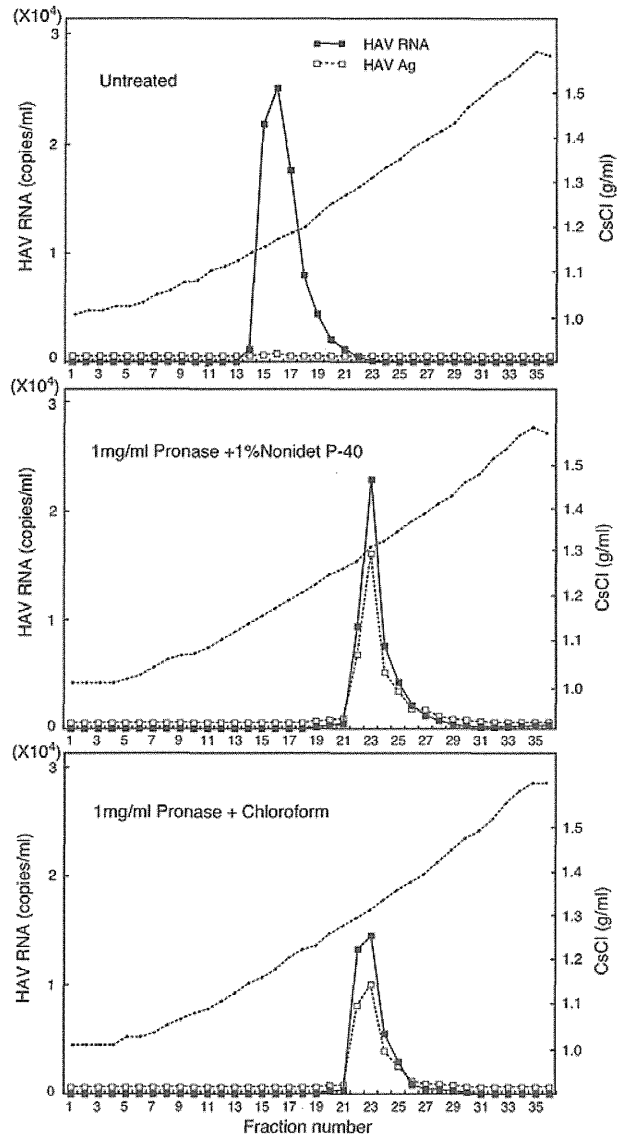 (X10⁴)
3
2
1
0
HAV RNA (copies/ml)
Untreated
HAV RNA
HAV Ag
1.5
1.4
1.3
1.2
1.1
1.0
CsCl (g/ml)
1 3 5 7 9 11 13 15 17 19 21 23 25 27 29 31 33 35
(X10⁴)
3
2
1
0
HAV RNA (copies/ml)
1mg/ml Pronase +1%Nonidet P-40
1.5
1.4
1.3
1.2
1.1
1.0
CsCl (g/ml)
1 3 5 7 9 11 13 15 17 19 21 23 25 27 29 31 33 35
(X10⁴)
3
2
1
0
HAV RNA (copies/ml)
1mg/ml Pronase + Chloroform
1.5
1.4
1.3
1.2
1.1
1.0
CsCl (g/ml)
1 3 5 7 9 11 13 15 17 19 21 23 25 27 29 31 33 35
Fraction number